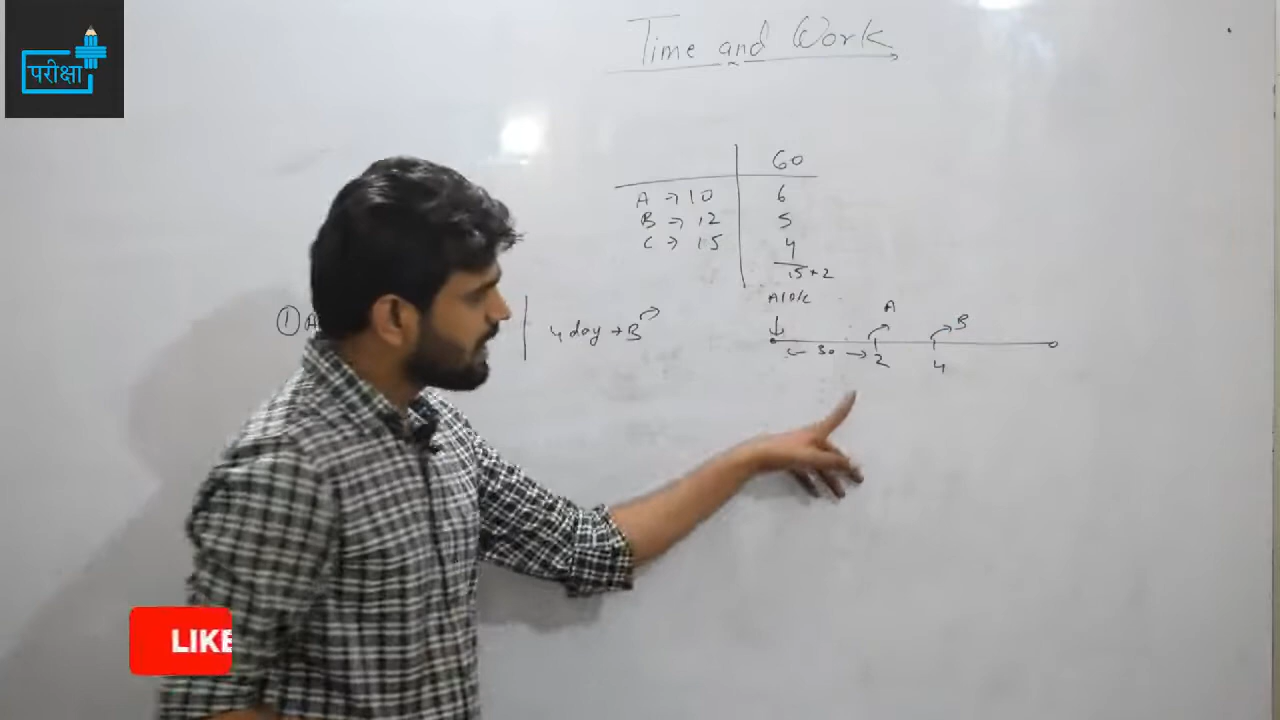 परीक्षा
Time and Work
60
A → 10 6
B → 12 5
C → 15 4
15 × 2
A/B/C
① A
4 day → B
A
B
← 30 → 2
4
LIKE